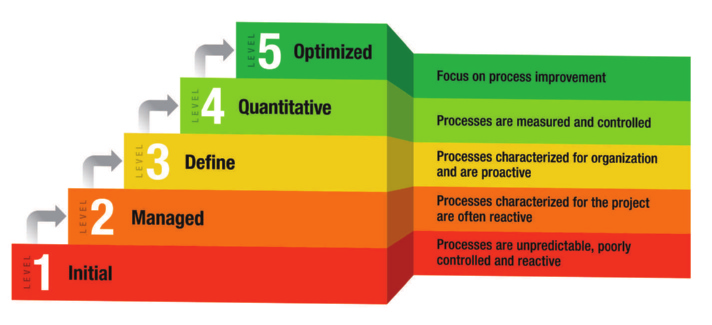 LEVEL 5 Optimized
Focus on process improvement
LEVEL 4 Quantitative
Processes are measured and controlled
LEVEL 3 Define
Processes characterized for organization
and are proactive
LEVEL 2 Managed
Processes characterized for the project
are often reactive
LEVEL 1 Initial
Processes are unpredictable, poorly
controlled and reactive